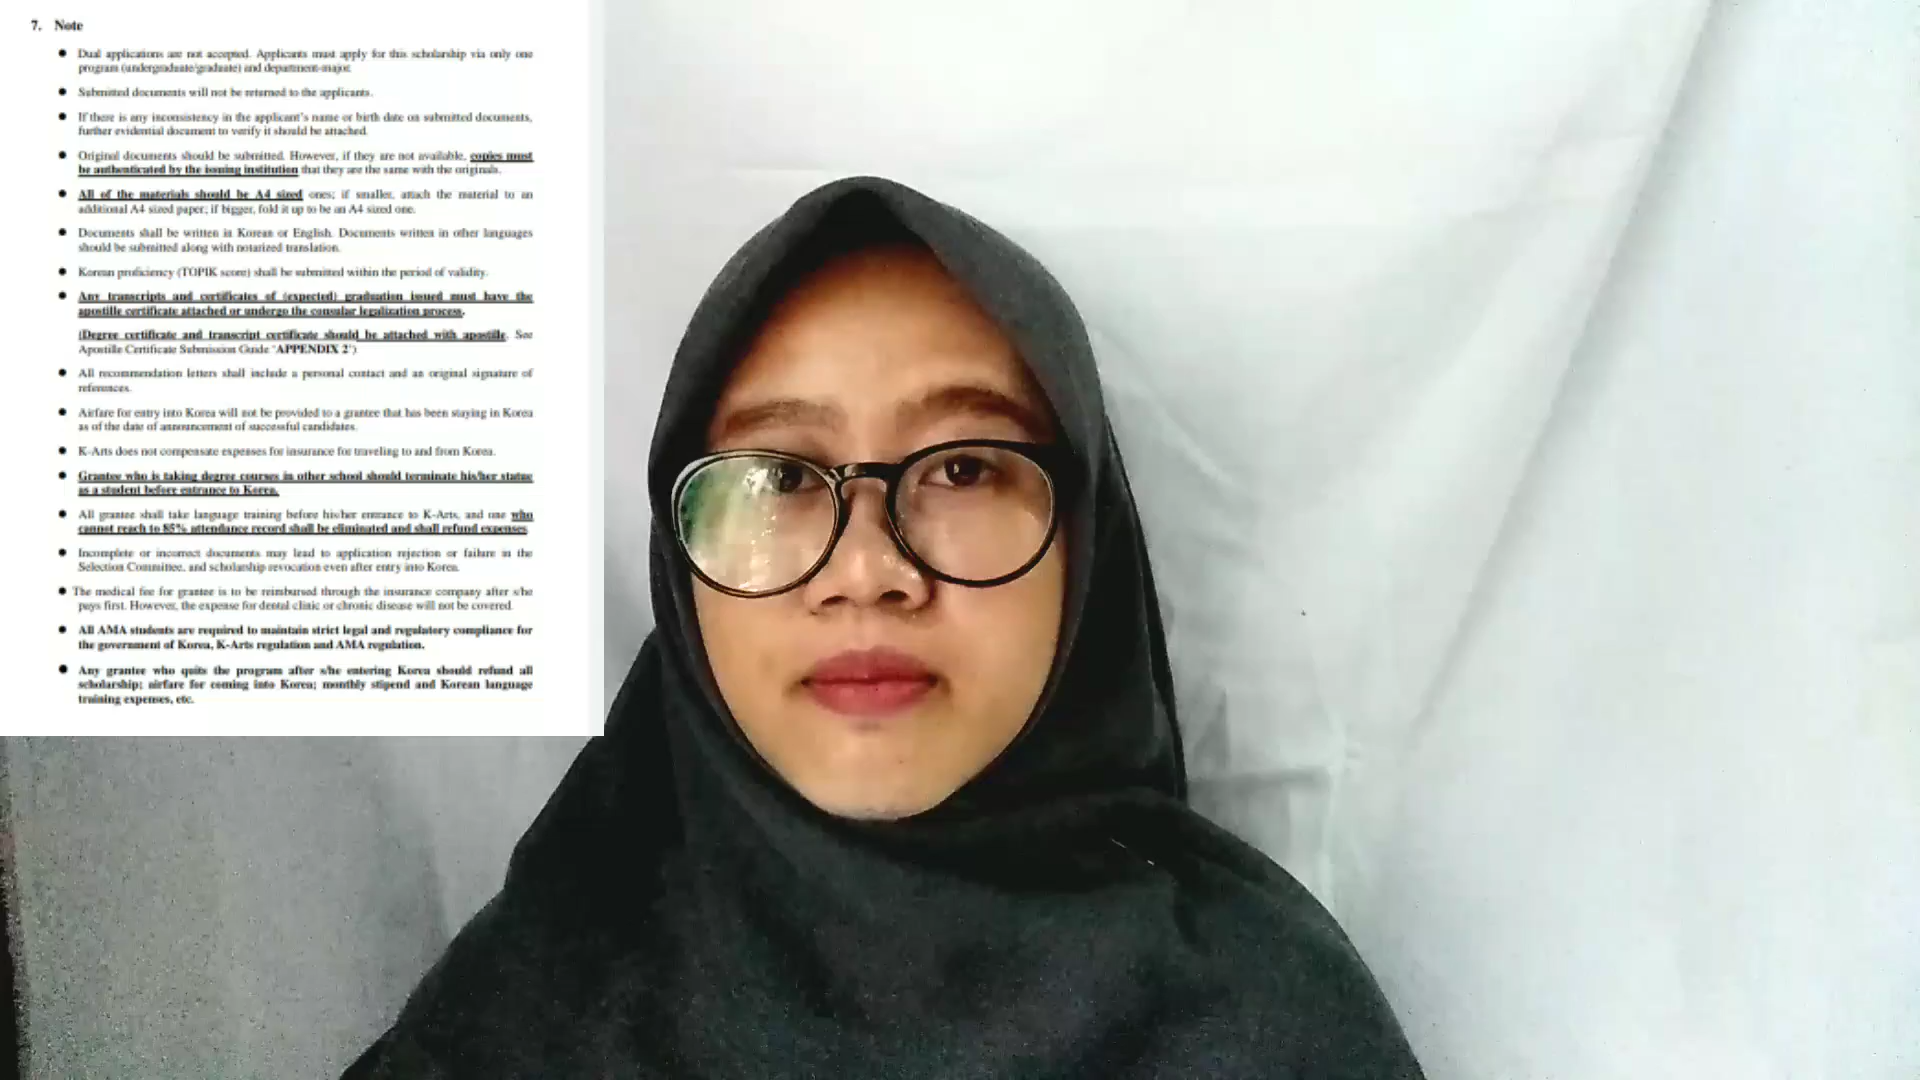 7. Note
● Dual applications are not accepted. Applicants must apply for this scholarship via only one
program (undergraduate/graduate) and department-major.
● Submitted documents will not be returned to the applicants.
● If there is any inconsistency in the applicant's name or birth date on submitted documents,
further evidential document to verify it should be attached.
● Original documents should be submitted. However, if they are not available, copies must
be authenticated by the issuing institution that they are the same with the originals.
● All of the materials should be A4 sized ones; if smaller, attach the material to an
additional A4 sized paper; if bigger, fold it up to be an A4 sized one.
● Documents shall be written in Korean or English. Documents written in other languages
should be submitted along with notarized translation.
● Korean proficiency (TOPIK score) shall be submitted within the period of validity.
● Any transcripts and certificates of (expected) graduation issued must have the
apostille certificate attached or undergo the consular legalization process.
(Degree certificate and transcript certificate should be attached with apostille. See
Apostille Certificate Submission Guide 'APPENDIX 2')
● All recommendation letters shall include a personal contact and an original signature of
references.
● Airfare for entry into Korea will not be provided to a grantee that has been staying in Korea
as of the date of announcement of successful candidates.
● K-Arts does not compensate expenses for insurance for traveling to and from Korea.
● Grantee who is taking degree courses in other school should terminate his/her status
as a student before entrance to Korea.
● All grantee shall take language training before his/her entrance to K-Arts, and one who
cannot reach to 85% attendance record shall be eliminated and shall refund expenses.
● Incomplete or incorrect documents may lead to application rejection or failure in the
Selection Committee, and scholarship revocation even after entry into Korea.
● The medical fee for grantee is to be reimbursed through the insurance company after s/he
pays first. However, the expense for dental clinic or chronic disease will not be covered.
● All AMA students are required to maintain strict legal and regulatory compliance for
the government of Korea, K-Arts regulation and AMA regulation.
● Any grantee who quits the program after s/he entering Korea should refund all
scholarship; airfare for coming into Korea; monthly stipend and Korean language
training expenses, etc.